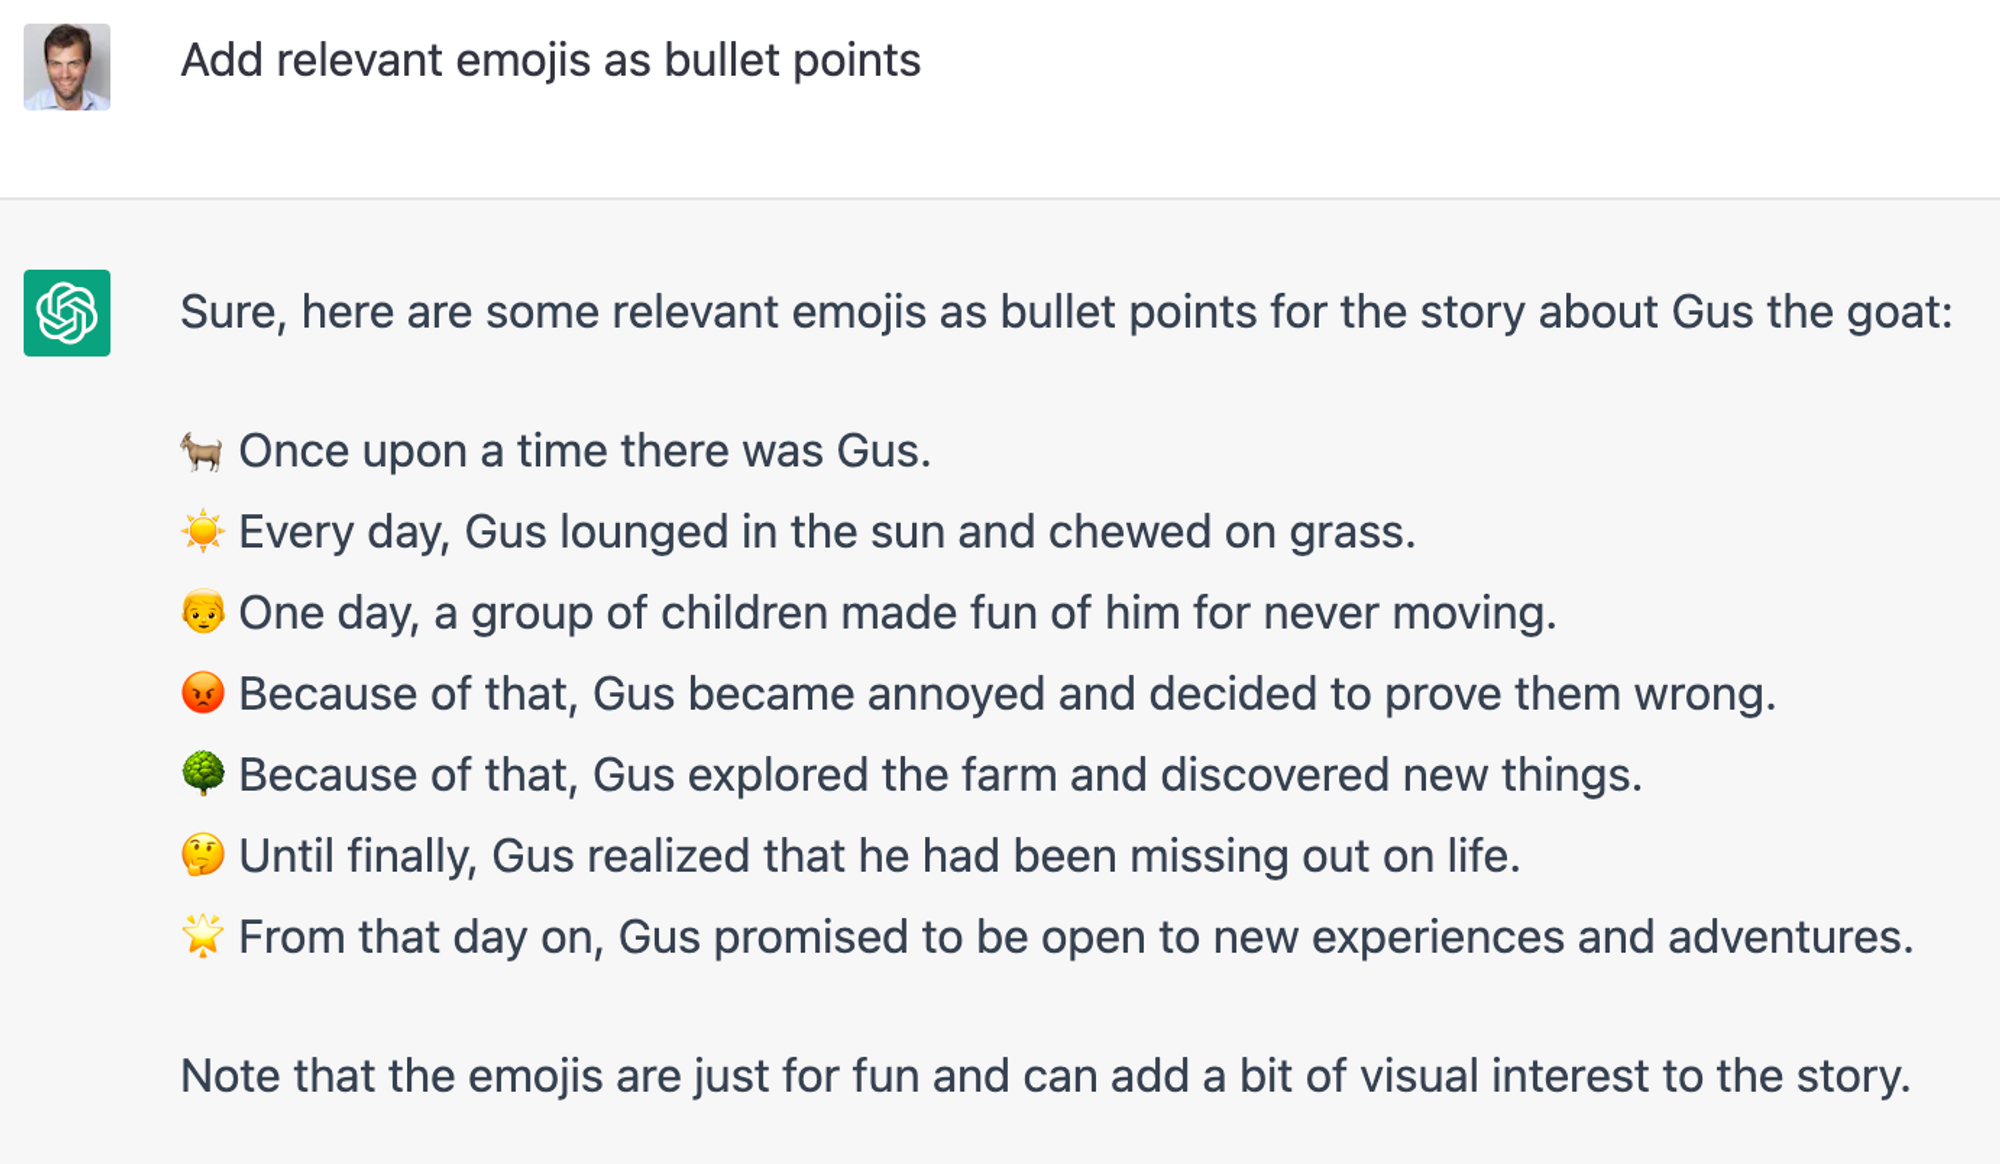 Add relevant emojis as bullet points
Sure, here are some relevant emojis as bullet points for the story about Gus the goat:
🐐 Once upon a time there was Gus.
☀️ Every day, Gus lounged in the sun and chewed on grass.
👦 One day, a group of children made fun of him for never moving.
😡 Because of that, Gus became annoyed and decided to prove them wrong.
🌳 Because of that, Gus explored the farm and discovered new things.
🤔 Until finally, Gus realized that he had been missing out on life.
🌟 From that day on, Gus promised to be open to new experiences and adventures.
Note that the emojis are just for fun and can add a bit of visual interest to the story.